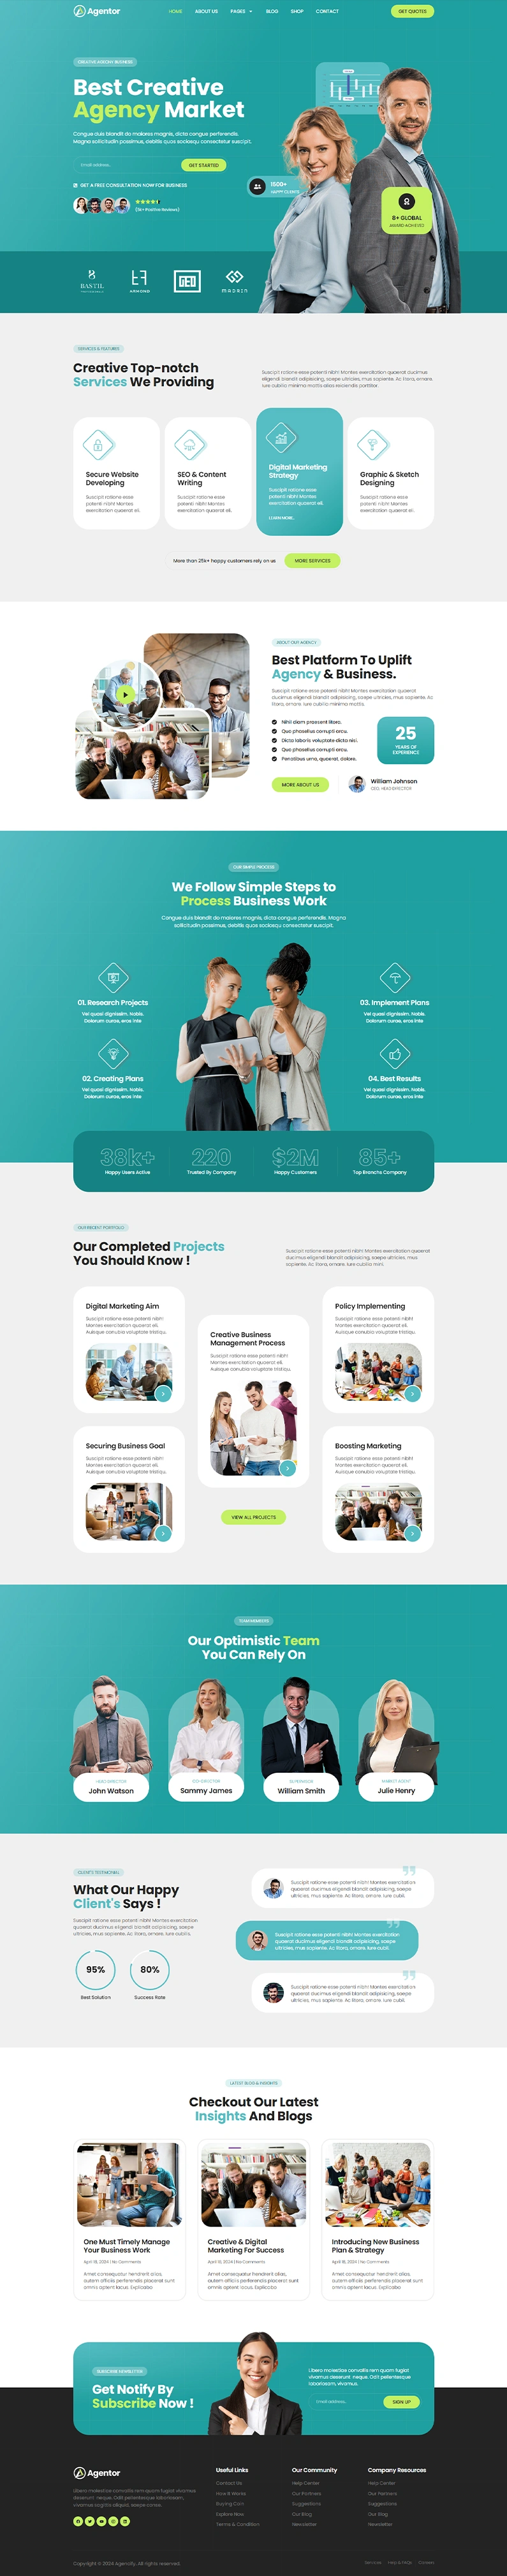 Agentor
HOME ABOUT US PAGES BLOG SHOP CONTACT
GET QUOTES
CREATIVE AGENCY BUSINESS
Best Creative
Agency Market
Congue duis blandit da maiores magnis, dicta congue perferendis.
Magna sollicitudin possimus, debitis quas sociosqu consectetur suscipit.
Email address..
GET STARTED
GET A FREE CONSULTATION NOW FOR BUSINESS
(1k+ Positive Reviews)
1500+
HAPPY CLIENTS
8+ GLOBAL
AWARD ACHIEVED
BASTIL
ARMOND
GEO
MADRIN
SERVICES & FEATURES
Creative Top-notch
Services We Providing
Suscipit ratione esse potenti nibh! Montes exercitation quaerat ducimus
eligendi blandit adipisicing, saepe ultricies, mus sapiente. Ac litora, ornare
iure cubilia minima mattis alias reiciendis porttitor.
Secure Website
Developing
Suscipit ratione esse
potenti nibh! Montes
exercitation quaerat eli.
SEO & Content
Writing
Suscipit ratione esse
potenti nibh! Montes
exercitation quaerat eli.
Digital Marketing
Strategy
Suscipit ratione esse
potenti nibh! Montes
exercitation quaerat eli.
LEARN MORE..
Graphic & Sketch
Designing
Suscipit ratione esse
potenti nibh! Montes
exercitation quaerat eli.
More than 25k+ happy customers rely on us
MORE SERVICES
ABOUT OUR AGENCY
Best Platform To Uplift
Agency & Business.
Suscipit ratione esse potenti nibh! Montes exercitation quaerat
ducimus eligendi blandit adipisicing, saepe ultricies, mus sapiente. Ac
litora, ornare iure cubilia minima mattis.
Nihil diam praesent litora.
Quo phasellus corrupti arcu.
Dicta laboris voluptate dicta nisi.
Quo phasellus corrupti arcu.
Penatibus urna, quaerat, dolore.
25
YEARS OF
EXPERIENCE
MORE ABOUT US
William Johnson
CEO, HEAD DIRECTOR
OUR SIMPLE PROCESS
We Follow Simple Steps to
Process Business Work
Congue duis blandit da maiores magnis, dicta congue perferendis. Magna
sollicitudin possimus, debitis quas sociosqu consectetur suscipit.
01. Research Projects
Vel quasi dignissim. Nobis.
Dolorum curae, eros inte
03. Implement Plans
Vel quasi dignissim. Nobis.
Dolorum curae, eros inte
02. Creating Plans
Vel quasi dignissim. Nobis.
Dolorum curae, eros inte
04. Best Results
Vel quasi dignissim. Nobis.
Dolorum curae, eros inte
38k+
Happy Users Active
220
Trusted By Company
$2M
Happy Customers
85+
Top Branchs Company
OUR RECENT PORTFOLIO
Our Completed Projects
You Should Know !
Suscipit ratione esse potenti nibh! Montes exercitation quaerat
ducimus eligendi blandit adipisicing, saepe ultricies, mus
sapiente. Ac litora, ornare. iure cubilia mini.
Digital Marketing Aim
Suscipit ratione esse potenti nibh!
Montes exercitation quaerat eli.
Autoque conubia voluptate tristiqu.
Creative Business
Management Process
Suscipit ratione esse potenti nibh!
Montes exercitation quaerat eli.
Autoque conubia voluptate tristiqu.
Policy Implementing
Suscipit ratione esse potenti nibh!
Montes exercitation quaerat eli.
Autoque conubia voluptate tristiqu.
Securing Business Goal
Suscipit ratione esse potenti nibh!
Montes exercitation quaerat eli.
Autoque conubia voluptate tristiqu.
Boosting Marketing
Suscipit ratione esse potenti nibh!
Montes exercitation quaerat eli.
Autoque conubia voluptate tristiqu.
VIEW ALL PROJECTS
TEAM MEMBERS
Our Optimistic Team
You Can Rely On
HEAD DIRECTOR
John Watson
CEO DIRECTOR
Sammy James
SUPERVISOR
William Smith
MARKET AGENT
Julie Henry
CLIENT'S TESTIMONIAL
What Our Happy
Client's Says !
Suscipit ratione esse potenti nibh! Montes exercitation
quaerat ducimus eligendi blandit adipisicing, saepe
ultricies, mus sapiente. Ac litora, ornare. iure cubilia.
95%
Best Solution
80%
Success Rate
Suscipit ratione esse potenti nibh! Montes exercitation
quaerat ducimus eligendi blandit adipisicing, saepe
ultricies, mus sapiente. Ac litora, ornare. iure cubil.
Suscipit ratione esse potenti nibh! Montes exercitation
quaerat ducimus eligendi blandit adipisicing, saepe
ultricies, mus sapiente. Ac litora, ornare. iure cubil.
Suscipit ratione esse potenti nibh! Montes exercitation
quaerat ducimus eligendi blandit adipisicing, saepe
ultricies, mus sapiente. Ac litora, ornare. iure cubil.
LATEST BLOG & INSIGHTS
Checkout Our Latest
Insights And Blogs
One Must Timely Manage
Your Business Work
April 19, 2024 | No Comments
Amet consequatur hendrerit alias,
autem officiis perferendis placerat sunt
omnis aptent lacus. Explicabo
Creative & Digital
Marketing For Success
April 19, 2024 | No Comments
Amet consequatur hendrerit alias,
autem officiis perferendis placerat sunt
omnis aptent lacus. Explicabo
Introducing New Business
Plan & Strategy
April 18, 2024 | No Comments
Amet consequatur hendrerit alias,
autem officiis perferendis placerat sunt
omnis aptent lacus. Explicabo
SUBSCRIBE NEWSLETTER
Get Notify By
Subscribe Now !
Libero molestiae convallis rem quam fugiat
vivamus deserunt neque. Odit pellentesque
laboriosam, vivamus.
Email address..
SIGN UP
Agentor
libero molestiae convallis rem quam fugiat vivamus
deserunt neque. Odit pellentesque laboriosam,
vivamus sagittis aliquid, saepe conse.
Useful Links
Contact Us
How It Works
Buying Coin
Explore Now
Terms & Condition
Our Community
Help Center
Our Partners
Suggestions
Our Blog
Newsletter
Company Resources
Help Center
Our Partners
Suggestions
Our Blog
Newsletter
Copyright © 2024 Agencify. All rights reserved.
Services Help & FAQs Careers